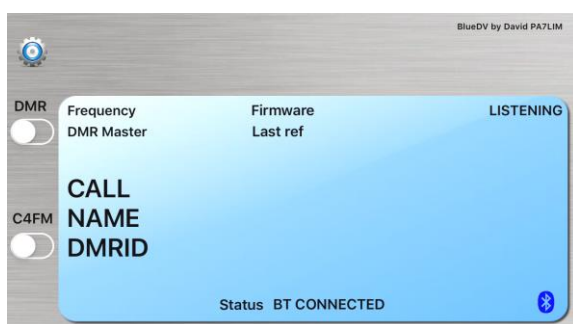 BlueDV by David PA7LIM
DMR
Frequency Firmware LISTENING
DMR Master Last ref
CALL
C4FM NAME
DMRID
Status BT CONNECTED